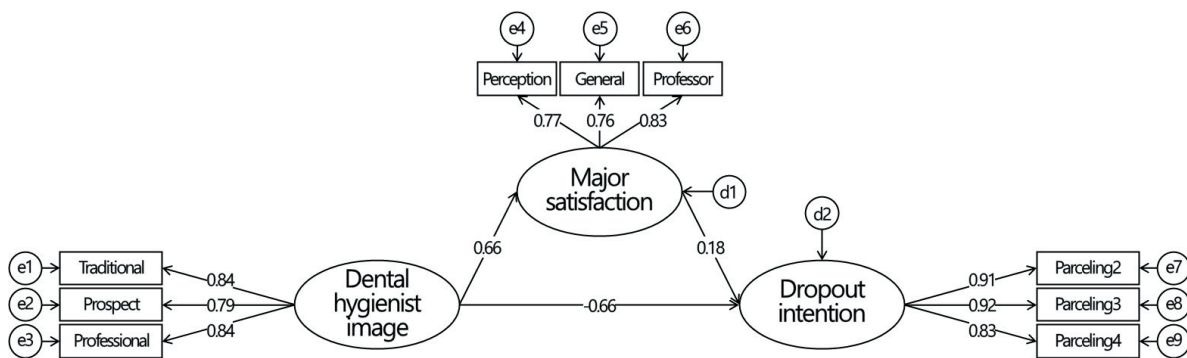 e4
e5
e6
Perception
General
Professor
0.77
0.76
0.83
Major
satisfaction
d1
d2
0.66
0.18
e1
Traditional
0.84
e2
Prospect
0.79
e3
Professional
0.84
Dental
hygienist
image
-0.66
Dropout
intention
0.91
Parceling2
e7
0.92
Parceling3
e8
0.83
Parceling4
e9